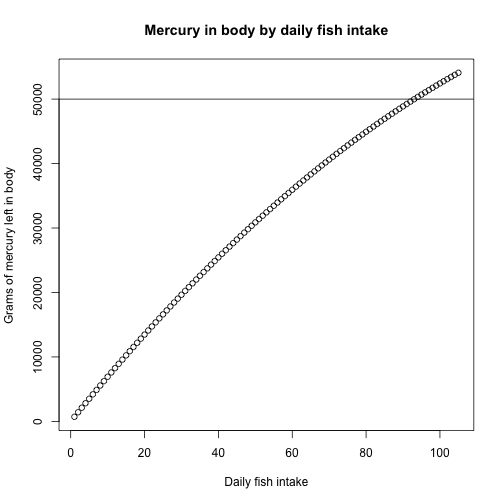 Mercury in body by daily fish intake
Grams of mercury left in body
50000
40000
30000
20000
10000
0
0 20 40 60 80 100
Daily fish intake